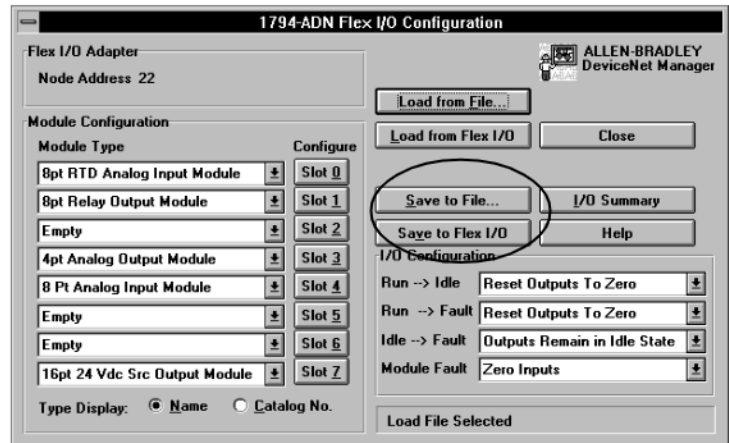 1794-ADN Flex I/O Configuration
Flex I/O Adapter
Node Address 22
ALLEN-BRADLEY
DeviceNet Manager
Load from File...
Load from Flex I/O
Close
Module Configuration
Module Type
Configure
8pt RTD Analog Input Module
Slot 0
8pt Relay Output Module
Slot 1
Empty
Slot 2
4pt Analog Output Module
Slot 3
8 Pt Analog Input Module
Slot 4
Empty
Slot 5
Empty
Slot 6
16pt 24 Vdc Src Output Module
Slot 7
Type Display:
Name
Catalog No.
Save to File...
I/O Summary
Save to Flex I/O
Help
I/O Configuration
Run --> Idle
Reset Outputs To Zero
Run --> Fault
Reset Outputs To Zero
Idle --> Fault
Outputs Remain in Idle State
Module Fault
Zero Inputs
Load File Selected